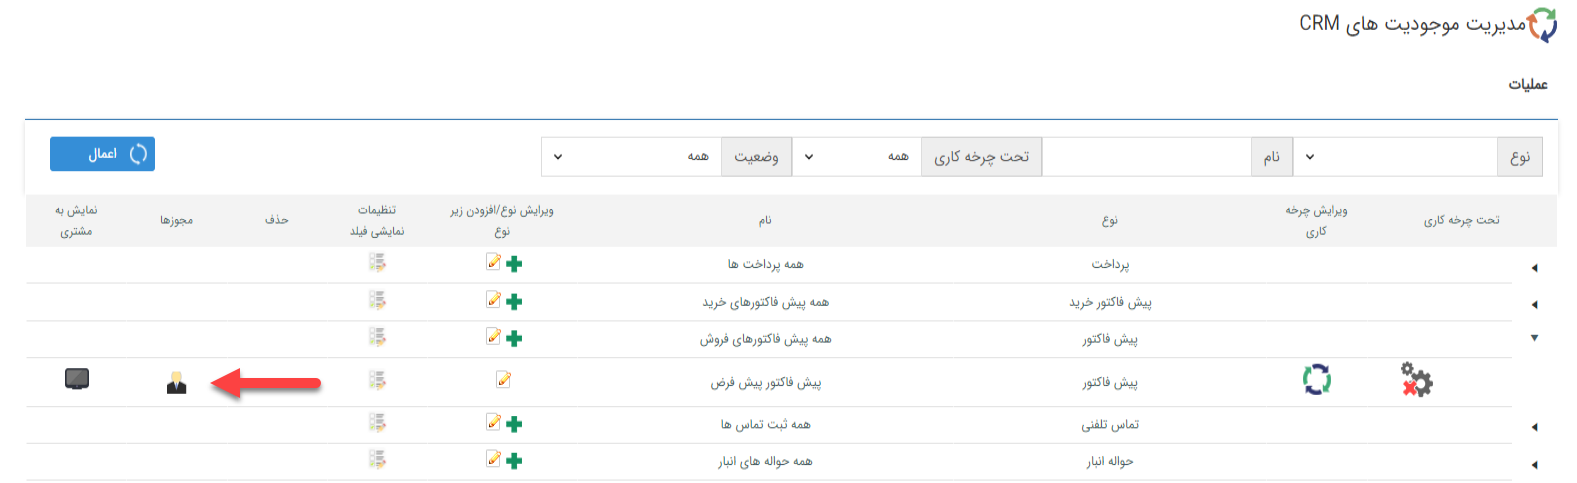 مدیریت موجودیت های CRM
عملیات
نوع نام تحت چرخه کاری همه وضعیت همه اعمال
تحت چرخه کاری ویرایش چرخه کاری نوع نام ویرایش نوع/افزودن زیر نوع تنظیمات نمایشی فیلد حذف مجوزها نمایش به مشتری
پرداخت همه پرداخت ها
پیش فاکتور خرید همه پیش فاکتورهای خرید
پیش فاکتور همه پیش فاکتورهای فروش
پیش فاکتور پیش فاکتور پیش فرض
تماس تلفنی همه ثبت تماس ها
حواله انبار همه حواله های انبار